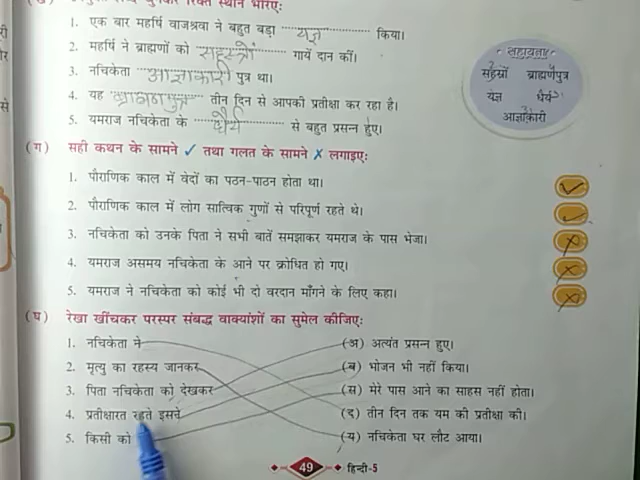 1. एक बार महर्षि वाजश्रवा ने बहुत बड़ा यज्ञ किया।
2. महर्षि ने ब्राह्मणों को सहस्त्रों गायें दान कीं।
3. नचिकेता आज्ञाकारी पुत्र था।
4. यह ब्राह्मणपुत्र तीन दिन से आपकी प्रतीक्षा कर रहा है।
5. यमराज नचिकेता के धैर्य से बहुत प्रसन्न हुए।
सहायता
सहस्रों ब्राह्मणपुत्र
यज्ञ धैर्य
आज्ञाकारी
(ग) सही कथन के सामने ✓ तथा गलत के सामने ✗ लगाइए:
1. पौराणिक काल में वेदों का पठन-पाठन होता था। ✓
2. पौराणिक काल में लोग सात्विक गुणों से परिपूर्ण रहते थे। ✓
3. नचिकेता को उनके पिता ने सभी बातें समझाकर यमराज के पास भेजा। ✗
4. यमराज असमय नचिकेता के आने पर क्रोधित हो गए। ✗
5. यमराज ने नचिकेता को कोई भी दो वरदान माँगने के लिए कहा। ✗
(घ) रेखा खींचकर परस्पर संबद्ध वाक्यांशों का सुमेल कीजिए:
1. नचिकेता ने (अ) अत्यंत प्रसन्न हुए।
2. मृत्यु का रहस्य जानकर (ब) भोजन भी नहीं किया।
3. पिता नचिकेता को देखकर (स) मेरे पास आने का साहस नहीं होता।
4. प्रतीक्षारत रहते इसने (द) तीन दिन तक यम की प्रतीक्षा की।
5. किसी को (य) नचिकेता घर लौट आया।
49 हिन्दी-5